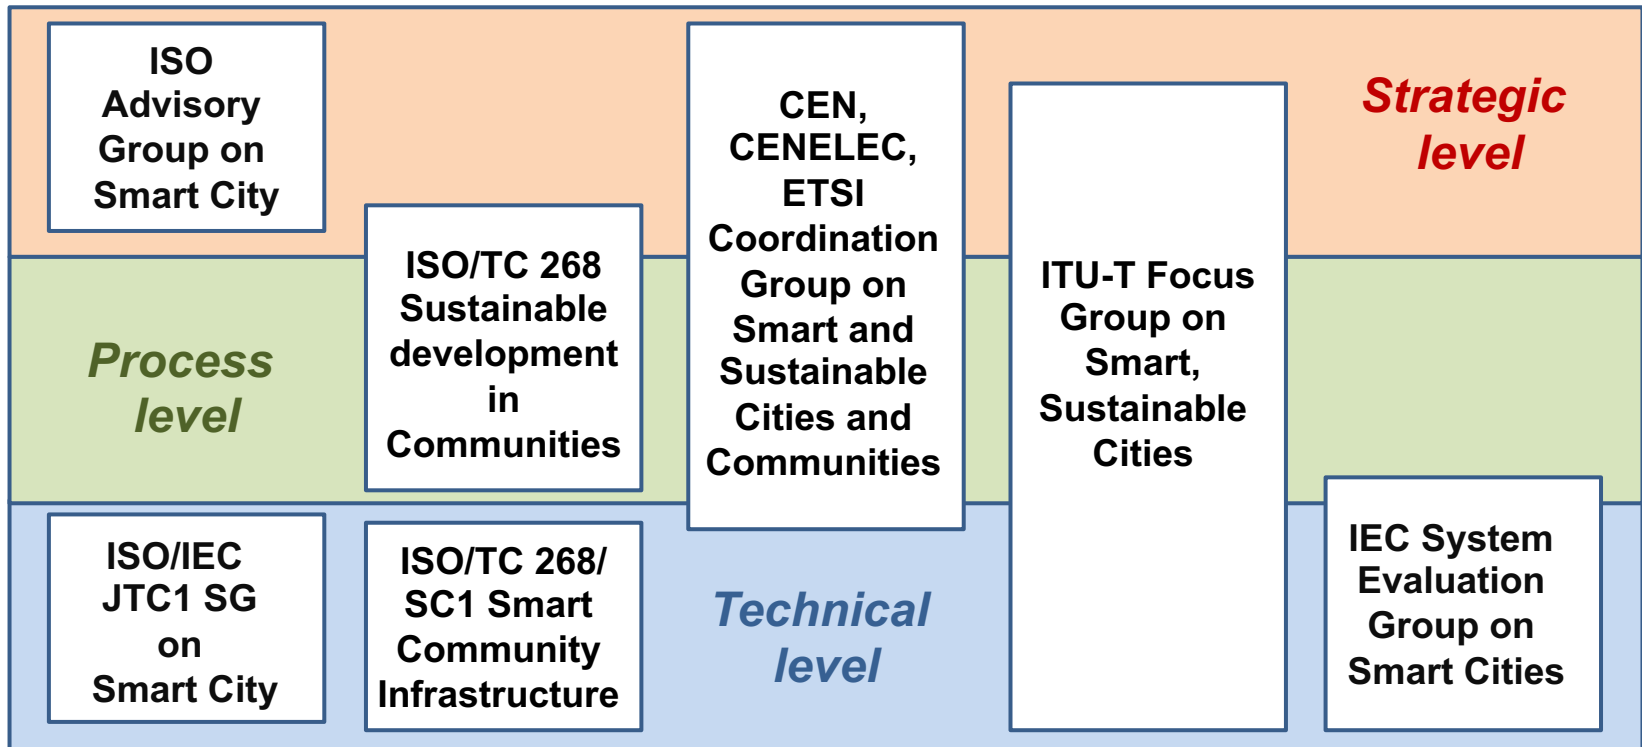 ISO
Advisory
Group on
Smart City
ISO/TC 268
Sustainable
development
in
Communities
CEN,
CENELEC,
ETSI
Coordination
Group on
Smart and
Sustainable
Cities and
Communities
ITU-T Focus
Group on
Smart,
Sustainable
Cities
Strategic
level
Process
level
ISO/IEC
JTC1 SG
on
Smart City
ISO/TC 268/
SC1 Smart
Community
Infrastructure
Technical
level
IEC System
Evaluation
Group on
Smart Cities